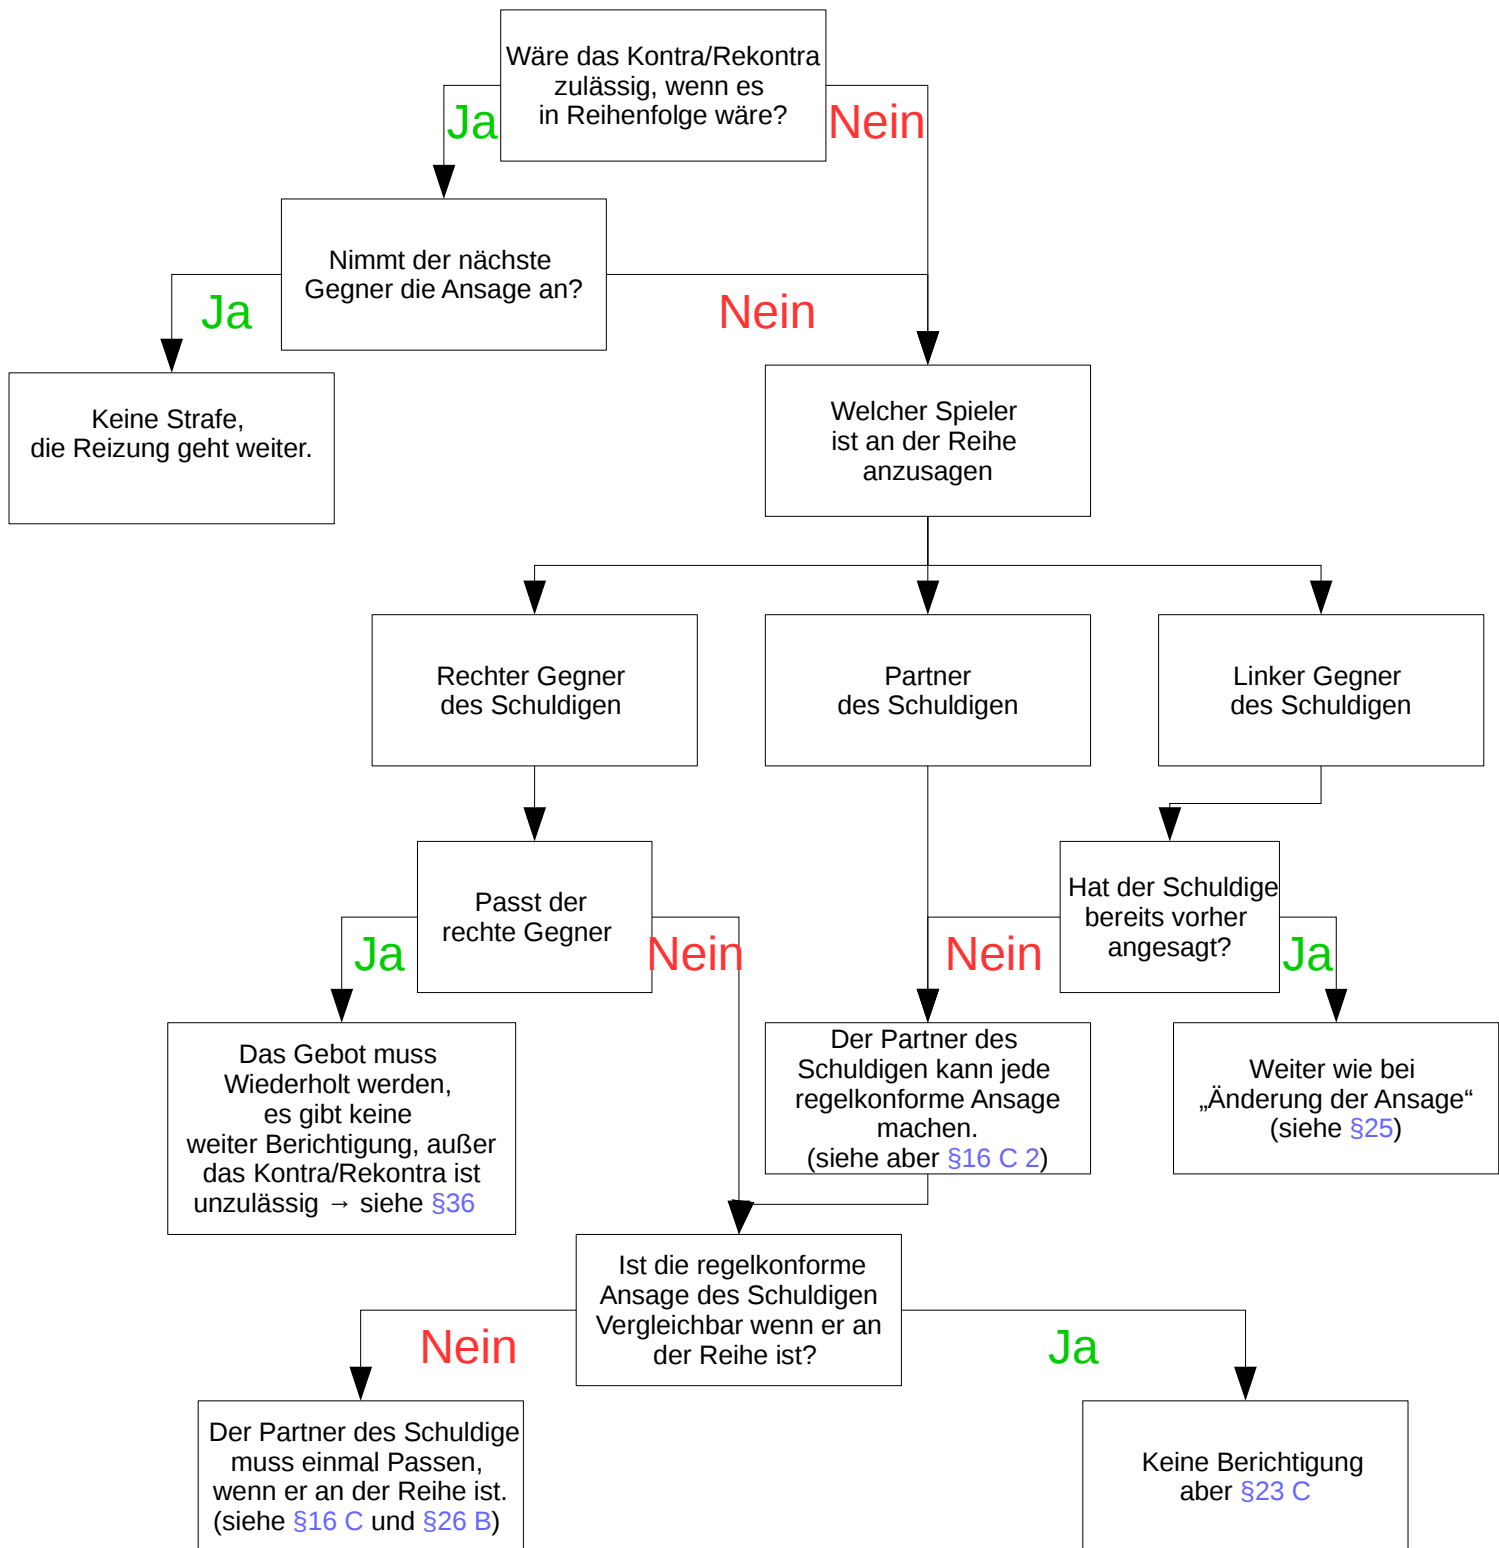 Wäre das Kontra/Rekontra
zulässig, wenn es
in Reihenfolge wäre?
Ja
Nein
Nimmt der nächste
Gegner die Ansage an?
Ja
Nein
Keine Strafe,
die Reizung geht weiter.
Welcher Spieler
ist an der Reihe
anzusagen
Rechter Gegner
des Schuldigen
Partner
des Schuldigen
Linker Gegner
des Schuldigen
Passt der
rechte Gegner
Ja
Nein
Hat der Schuldige
bereits vorher
angesagt?
Nein
Ja
Das Gebot muss
Wiederholt werden,
es gibt keine
weiter Berichtigung, außer
das Kontra/Rekontra ist
unzulässig → siehe §36
Der Partner des
Schuldigen kann jede
regelkonforme Ansage
machen.
(siehe aber §16 C 2)
Weiter wie bei
„Änderung der Ansage“
(siehe §25)
Ist die regelkonforme
Ansage des Schuldigen
Vergleichbar wenn er an
der Reihe ist?
Nein
Ja
Der Partner des Schuldige
muss einmal Passen,
wenn er an der Reihe ist.
(siehe §16 C und §26 B)
Keine Berichtigung
aber §23 C